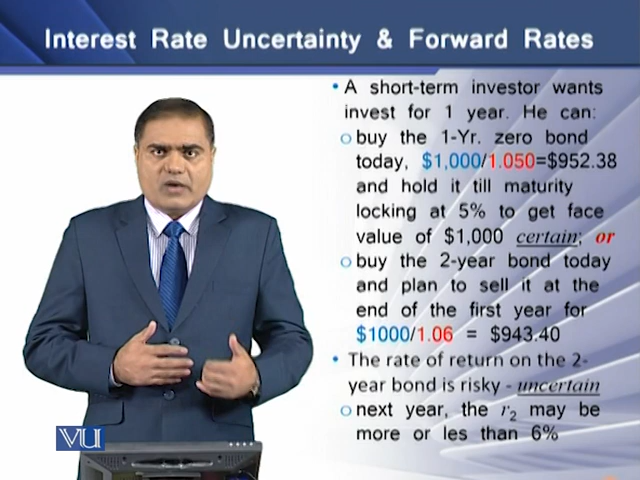 Interest Rate Uncertainty & Forward Rates
• A short-term investor wants
invest for 1 year. He can:
o buy the 1-Yr. zero bond
today, $1,000/1.050=$952.38
and hold it till maturity
locking at 5% to get face
value of $1,000 certain; or
o buy the 2-year bond today
and plan to sell it at the
end of the first year for
$1000/1.06 = $943.40
• The rate of return on the 2-
year bond is risky - uncertain
o next year, the r₂ may be
more or les than 6%
VU